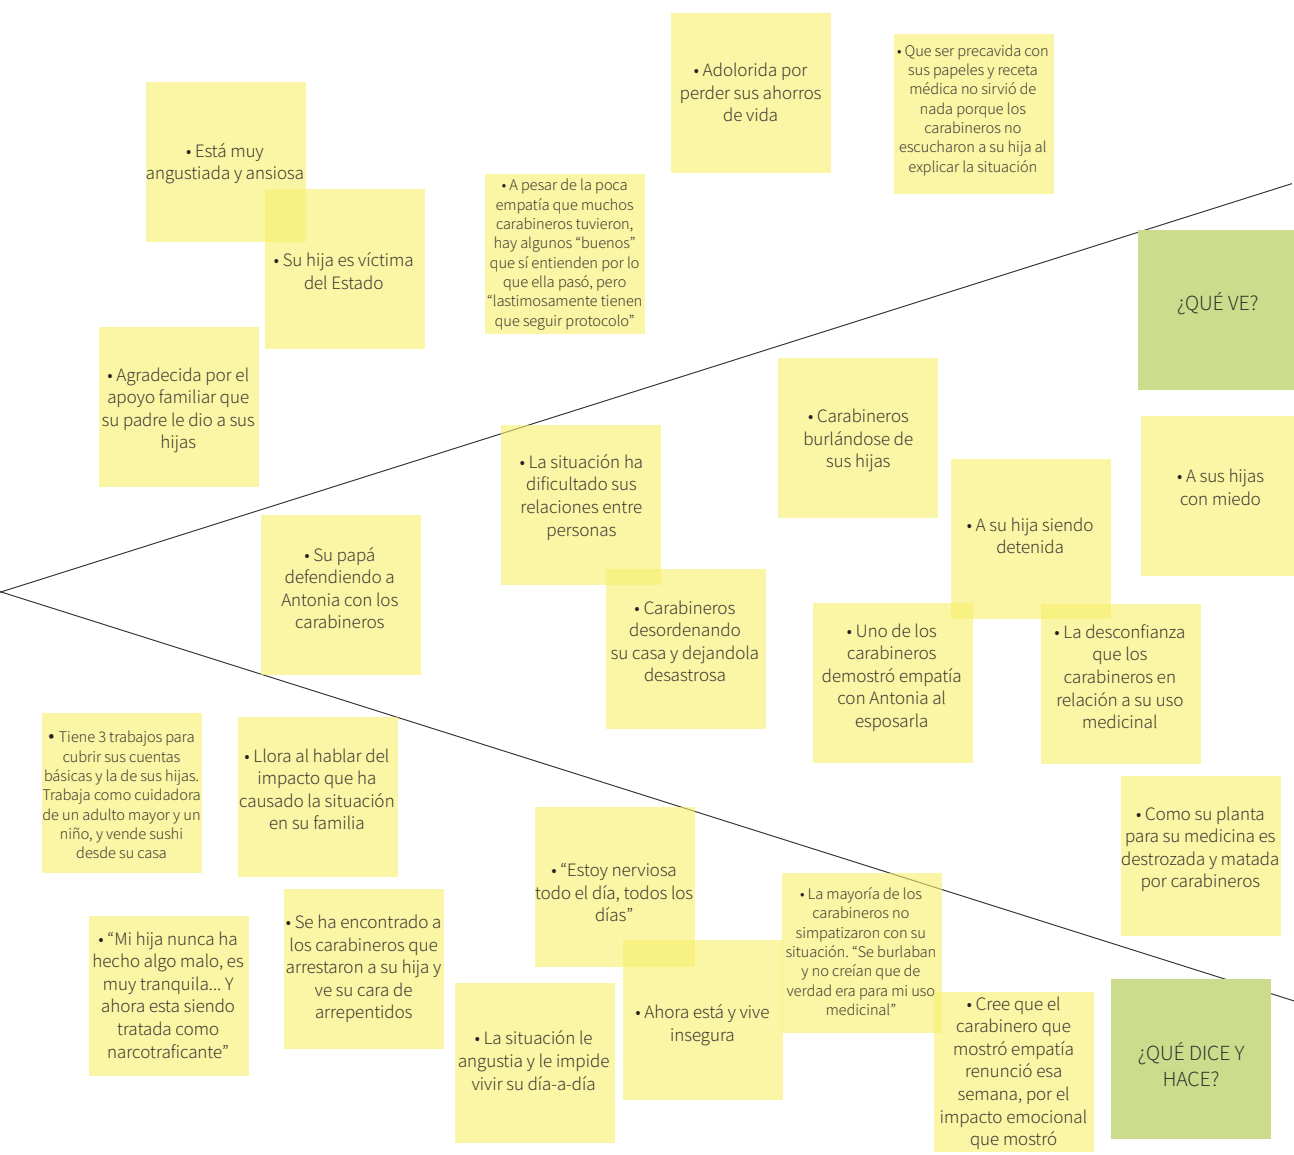 • Adolorida por
perder sus ahorros
de vida
• Que ser precavida con
sus papeles y receta
médica no sirvió de
nada porque los
carabineros no
escucharon a su hija al
explicar la situación
• Está muy
angustiada y ansiosa
• A pesar de la poca
empatía que muchos
carabineros tuvieron,
hay algunos “buenos”
que sí entienden por lo
que ella pasó, pero
“lastimosamente tienen
que seguir protocolo”
• Su hija es víctima
del Estado
• Agradecida por el
apoyo familiar que
su padre le dio a sus
hijas
¿QUÉ VE?
• Carabineros
burlándose de
sus hijas
• La situación ha
dificultado sus
relaciones entre
personas
• A sus hijas
con miedo
• A su hija siendo
detenida
• Su papá
defendiendo a
Antonia con los
carabineros
• Carabineros
desordenando
su casa y dejandola
desastrosa
• Uno de los
carabineros
demostró empatía
con Antonia al
esposarla
• La desconfianza
que los
carabineros en
relación a su uso
medicinal
• Como su planta
para su medicina es
destrozada y matada
por carabineros
• Tiene 3 trabajos para
cubrir sus cuentas
básicas y la de sus hijas.
Trabaja como cuidadora
de un adulto mayor y un
niño, y vende sushi
desde su casa
• Llora al hablar del
impacto que ha
causado la situación
en su familia
• “Estoy nerviosa
todo el día, todos los
días”
• La mayoría de los
carabineros no
simpatizaron con su
situación. “Se burlaban
y no creían que de
verdad era para mi uso
medicinal”
• “Mi hija nunca ha
hecho algo malo, es
muy tranquila... Y
ahora esta siendo
tratada como
narcotraficante”
• Se ha encontrado a
los carabineros que
arrestaron a su hija y
ve su cara de
arrepentidos
• La situación le
angustia y le impide
vivir su día-a-día
• Ahora está y vive
insegura
• Cree que el
carabinero que
mostró empatía
renunció esa
semana, por el
impacto emocional
que mostró
¿QUÉ DICE Y
HACE?